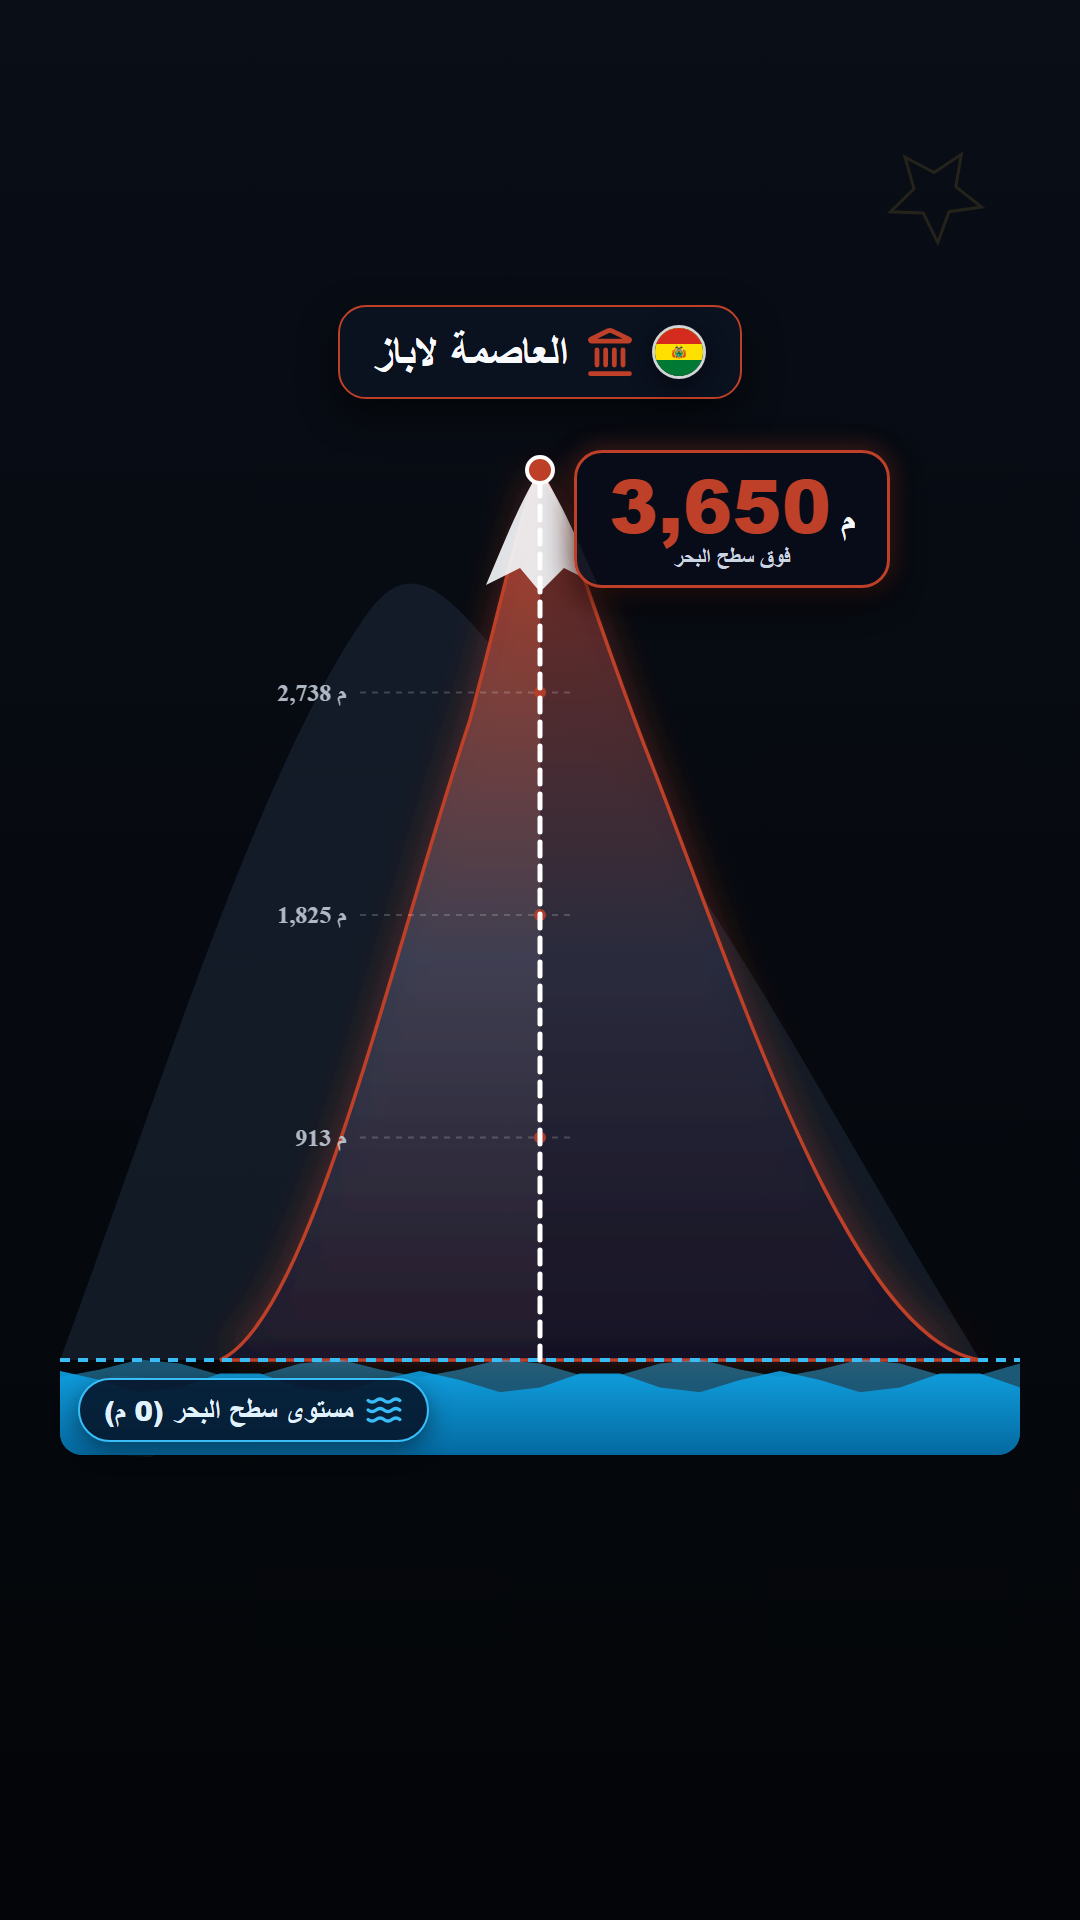 العاصمة لاباز
3,650 م
فوق سطح البحر
2,738 م
1,825 م
913 م
مستوى سطح البحر (0 م)